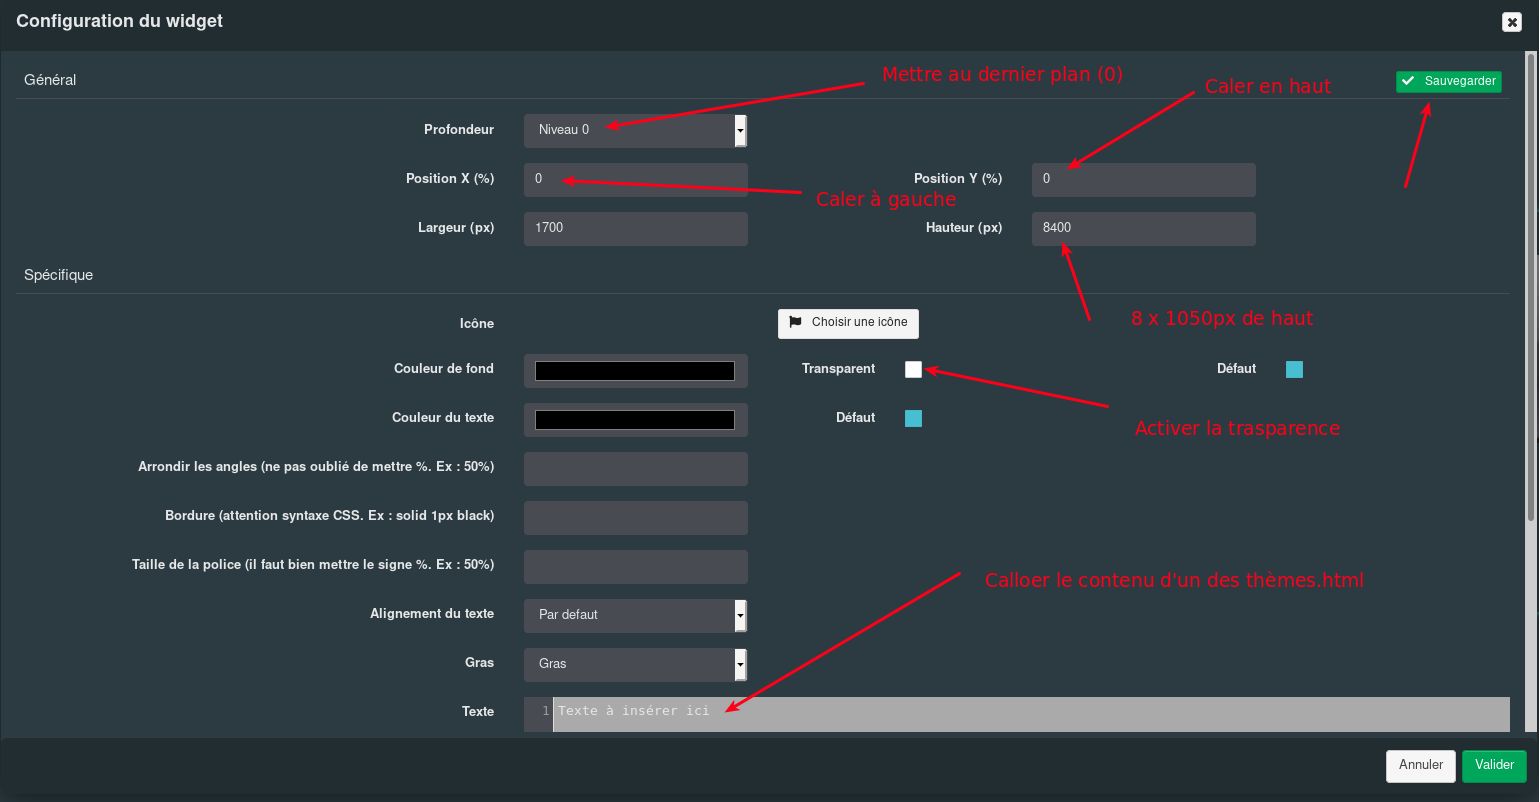 Configuration du widget
Général
Mettre au dernier plan (0)
Caler en haut
Sauvegarder
Profondeur
Niveau 0
Position X (%)
0
Caler à gauche
Position Y (%)
0
Largeur (px)
1700
Hauteur (px)
8400
Spécifique
8 x 1050px de haut
Icône
Choisir une icône
Couleur de fond
Transparent
Défaut
Couleur du texte
Défaut
Activer la trasparence
Arrondir les angles (ne pas oublié de mettre %. Ex : 50%)
Bordure (attention syntaxe CSS. Ex : solid 1px black)
Taille de la police (il faut bien mettre le signe %. Ex : 50%)
Calloer le contenu d'un des thèmes.html
Alignement du texte
Par defaut
Gras
Gras
Texte
1
Texte à insérer ici
Annuler
Valider